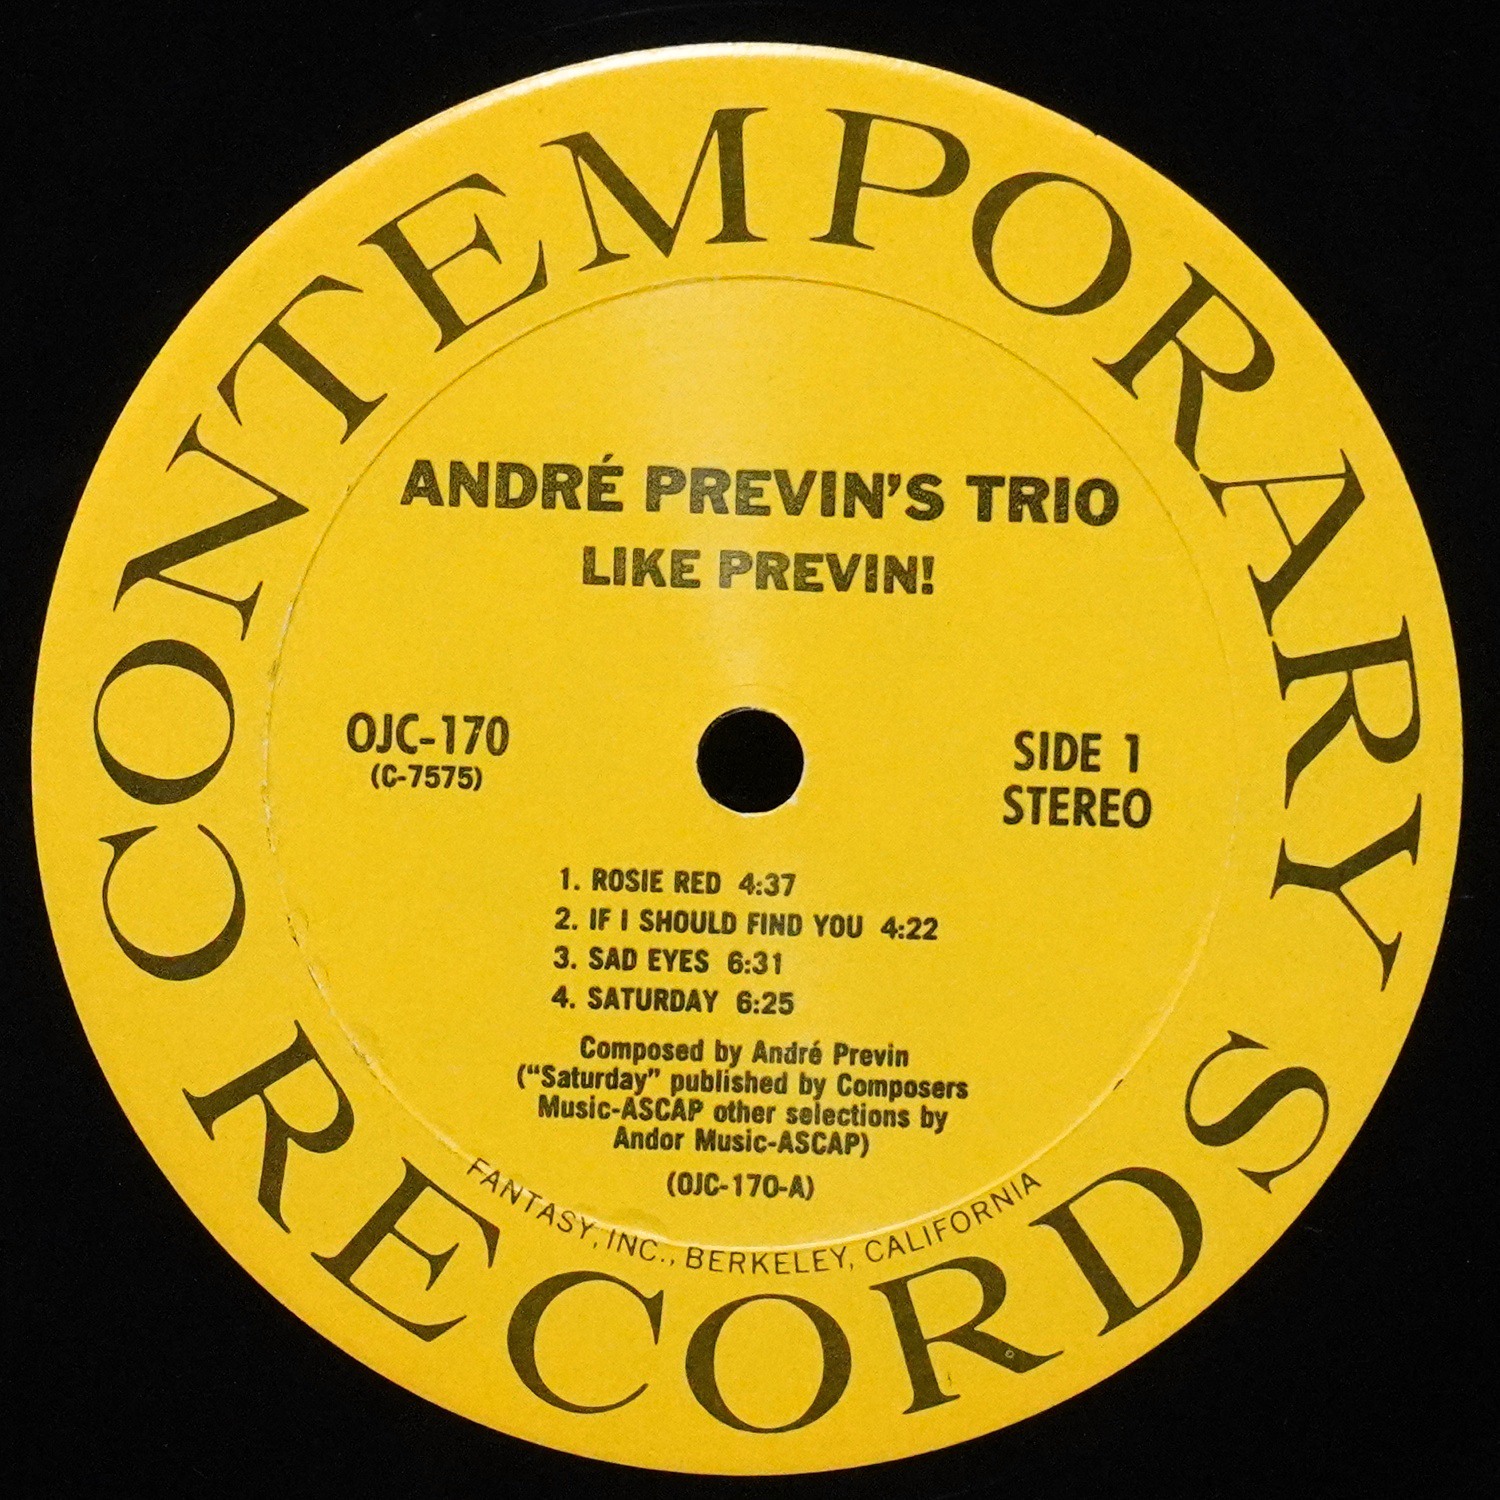 CONTEMPORARY
ANDRÉ PREVIN'S TRIO
LIKE PREVIN!
OJC-170
(C-7575)
SIDE 1
STEREO
1. ROSIE RED 4:37
2. IF I SHOULD FIND YOU 4:22
3. SAD EYES 6:31
4. SATURDAY 6:25
Composed by André Previn
("Saturday" published by Composers
Music-ASCAP other selections by
Andor Music-ASCAP)
(OJC-170-A)
FANTASY, INC., BERKELEY, CALIFORNIA
RECORDS